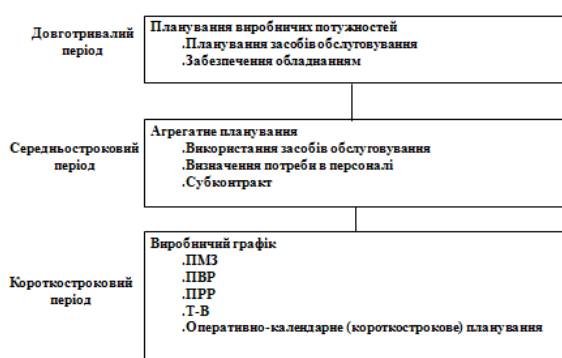 Довготривалий
період
Планування виробничих потужностей
.Планування засобів обслуговування
.Забезпечення обладнанням
Середньостроковий
період
Агрегатне планування
.Використання засобів обслуговування
.Визначення потреби в персоналі
.Субконтракт
Короткостроковий
період
Виробничий графік
.ПМЗ
.ПВР
.ПРР
.Т-В
.Оперативно-календарне (короткострокове) планування